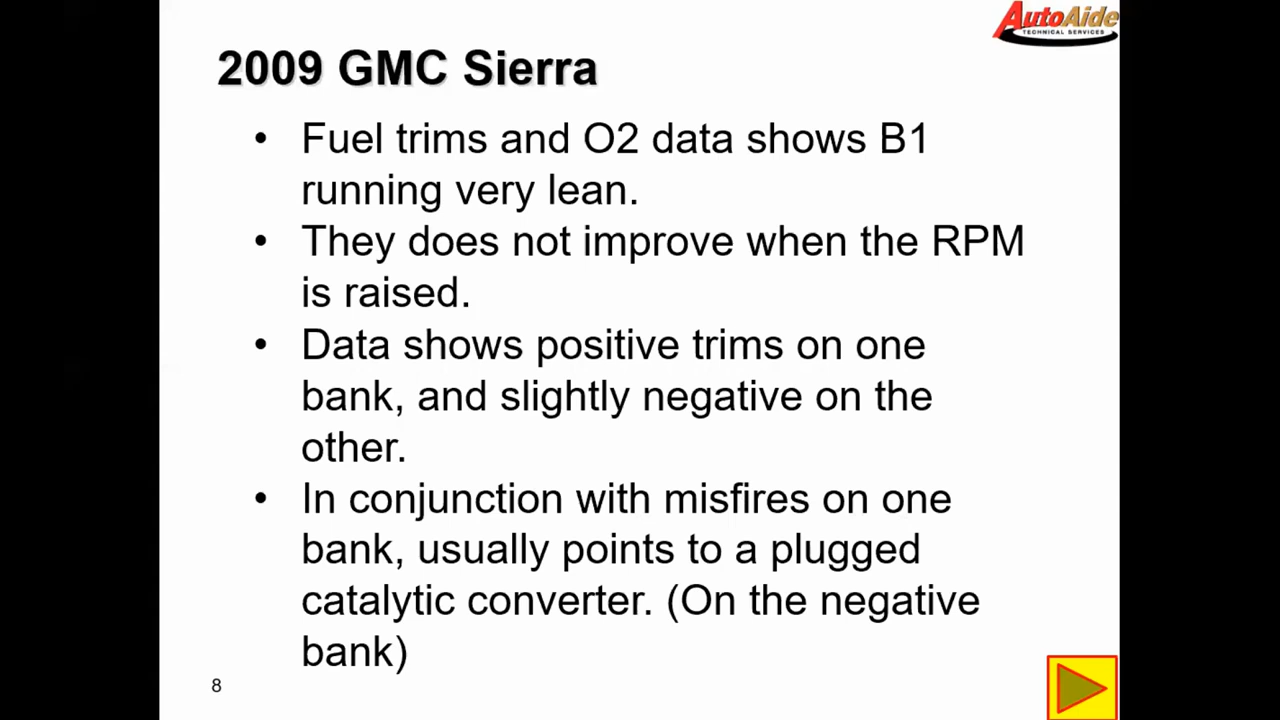 AutoAide
TECHNICAL SERVICES
2009 GMC Sierra
• Fuel trims and O2 data shows B1
running very lean.
• They does not improve when the RPM
is raised.
• Data shows positive trims on one
bank, and slightly negative on the
other.
• In conjunction with misfires on one
bank, usually points to a plugged
catalytic converter. (On the negative
bank)
8